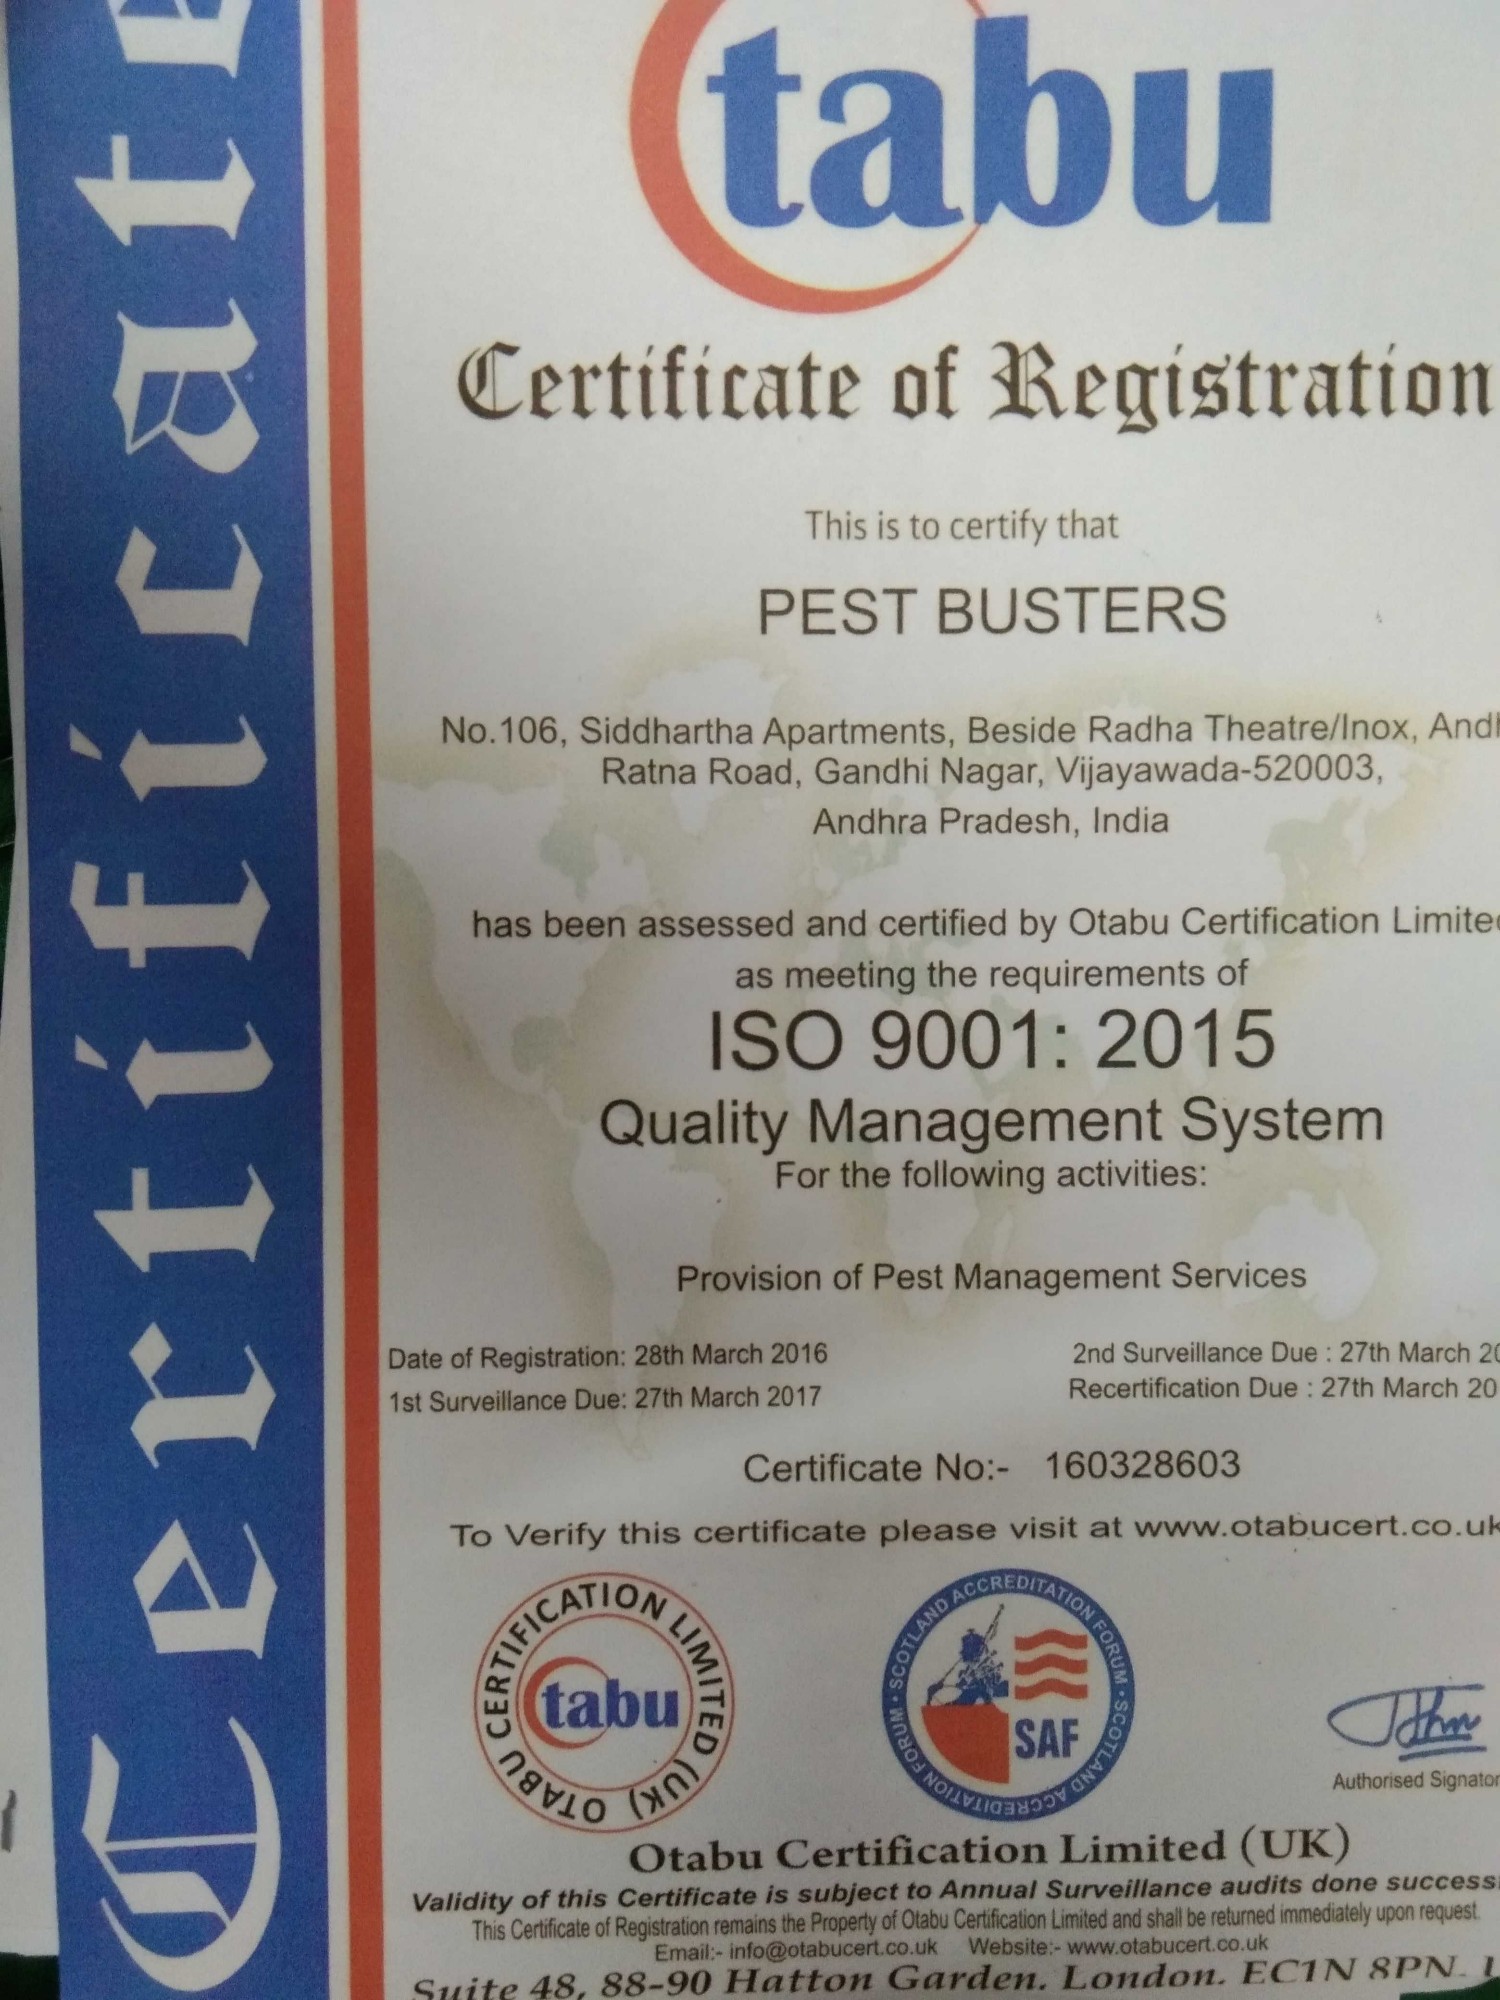 Certificate
tabu
Certificate of Registration
This is to certify that
PEST BUSTERS
No.106, Siddhartha Apartments, Beside Radha Theatre/Inox,
Ratna Road, Gandhi Nagar, Vijayawada-520003,
Andhra Pradesh, India
has been assessed and certified by Otabu Certification Limited
as meeting the requirements of
ISO 9001: 2015
Quality Management System
For the following activities:
Provision of Pest Management Services
Date of Registration: 28th March 2016
1st Surveillance Due: 27th March 2017
2nd Surveillance Due : 27th March
Recertification Due : 27th March
Certificate No:- 160328603
To Verify this certificate please visit at www.otabucert.co.uk
OTABU CERTIFICATION LIMITED (UK)
tabu
SCOTLAND ACCREDITATION FORUM • SCOTLAND ACCREDITATION FORUM •
SAF
Authorised Signator
Otabu Certification Limited (UK)
Validity of this Certificate is subject to Annual Surveillance audits done
This Certificate of Registration remains the Property of Otabu Certification Limited and shall be returned immediately upon request.
Email:- info@otabucert.co.uk Website:- www.otabucert.co.uk
Suite 48, 88-90 Hatton Garden. London. EC1N 8PN.